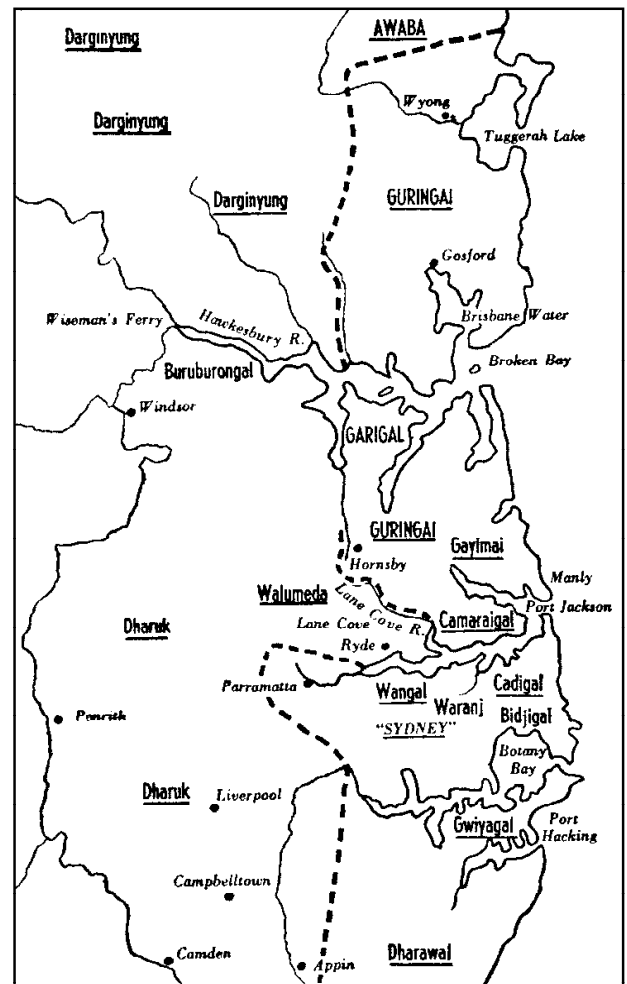 AWABA
Darginyung
Wyong
Darginyung
Tuggerah Lake
Darginyung
GURINGAI
Gosford
Wiseman's Ferry
Hawkesbury R.
Brisbane Water
Broken Bay
Buruburongal
Windsor
GARIGAL
GURINGAI
Gayimai
Hornsby
Manly
Walumeda
Lane Cove R.
Port Jackson
Camaraigal
Dharuk
Lane Cove
Ryde
Parramatta
Wangal
Cadigal
Waranj
Penrith
"SYDNEY"
Bidjigal
Botany
Bay
Dharuk
Liverpool
Gwiyagal
Port
Hacking
Campbelltown
Camden
Appin
Dharawal